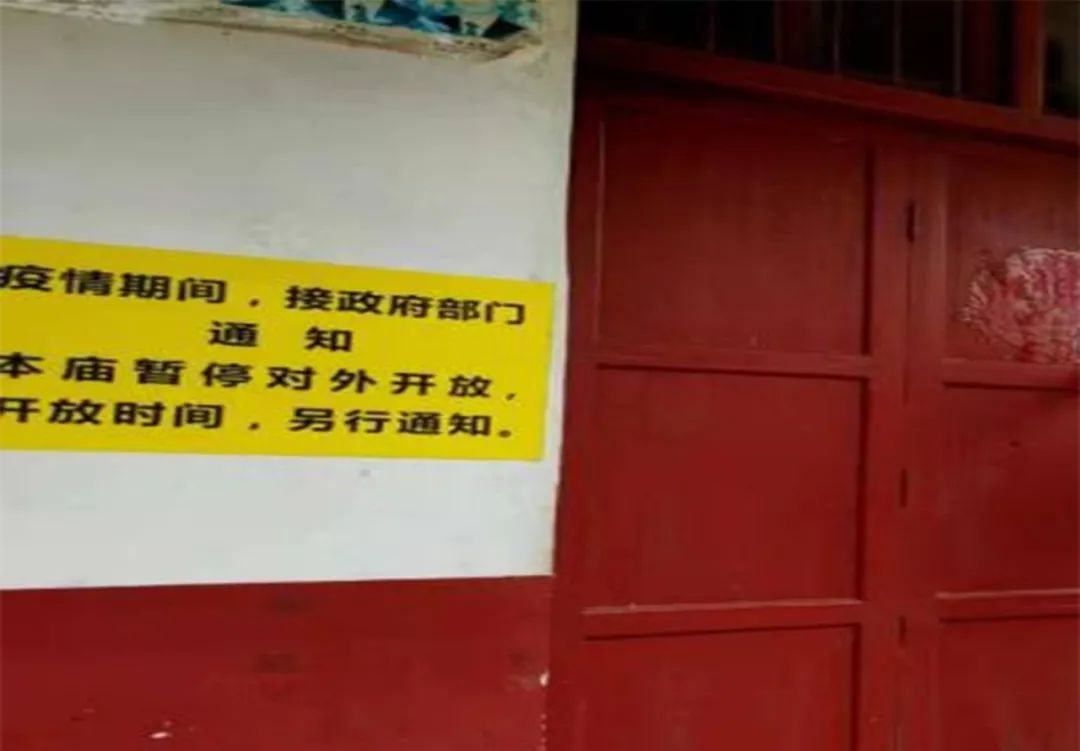 疫情期间，接政府部门
通 知
本庙暂停对外开放，
开放时间，另行通知。